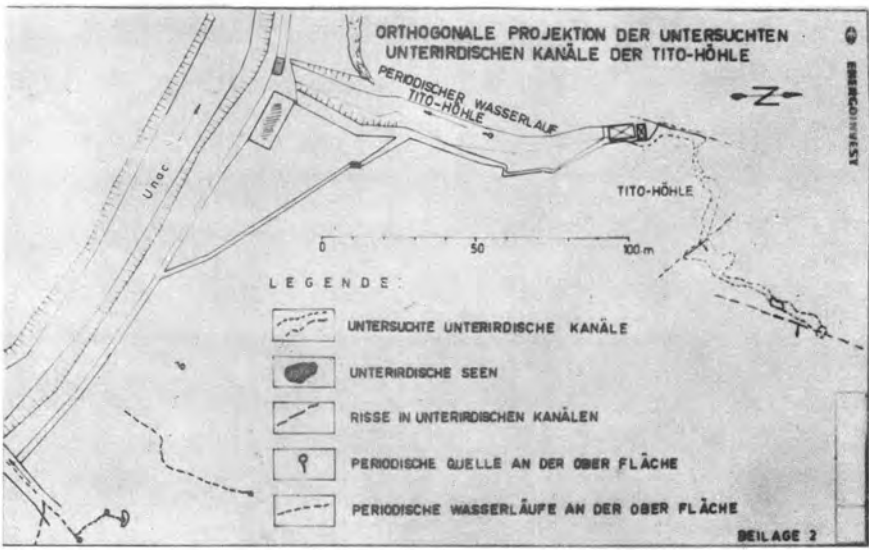 ORTHOGONALE PROJEKTION DER UNTERSUCHTEN
UNTERIRDISCHEN KANÄLE DER TITO-HÖHLE
ENERGOINVEST
N
PERIODISCHER WASSERLAUF
TITO-HÖHLE
Unac
TITO-HÖHLE
0 50 100 m
LEGENDE:
UNTERSUCHTE UNTERIRDISCHE KANÄLE
UNTERIRDISCHE SEEN
RISSE IN UNTERIRDISCHEN KANÄLEN
PERIODISCHE QUELLE AN DER OBER FLÄCHE
PERIODISCHE WASSERLÄUFE AN DER OBER FLÄCHE
BEILAGE 2